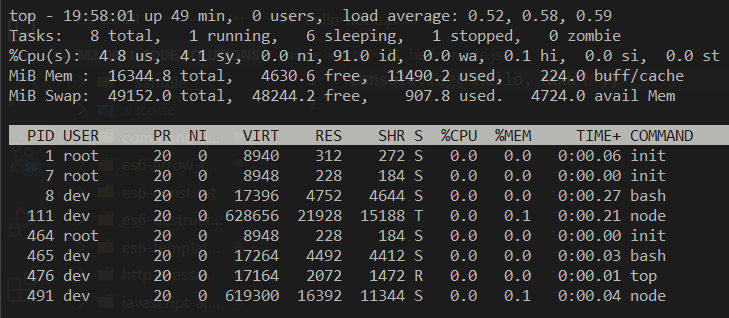 top - 19:58:01 up 49 min,  0 users,  load average: 0.52, 0.58, 0.59
Tasks:   8 total,   1 running,   6 sleeping,   1 stopped,   0 zombie
%Cpu(s):  4.8 us,  4.1 sy,  0.0 ni, 91.0 id,  0.0 wa,  0.1 hi,  0.0 si,  0.0 st
MiB Mem :  16344.8 total,   4630.6 free,  11490.2 used,    224.0 buff/cache
MiB Swap:  49152.0 total,  48244.2 free,    907.8 used.   4724.0 avail Mem
PID USER      PR  NI    VIRT    RES    SHR S  %CPU  %MEM     TIME+ COMMAND
1 root      20   0    8940    312    272 S   0.0   0.0   0:00.06 init
7 root      20   0    8948    228    184 S   0.0   0.0   0:00.00 init
8 dev       20   0   17396   4752   4644 S   0.0   0.0   0:00.27 bash
111 dev       20   0  628656  21928  15188 T   0.0   0.1   0:00.21 node
464 root      20   0    8948    228    184 S   0.0   0.0   0:00.00 init
465 dev       20   0   17264   4492   4412 S   0.0   0.0   0:00.03 bash
476 dev       20   0   17164   2072   1472 R   0.0   0.0   0:00.01 top
491 dev       20   0  619300  16392  11344 S   0.0   0.1   0:00.04 node